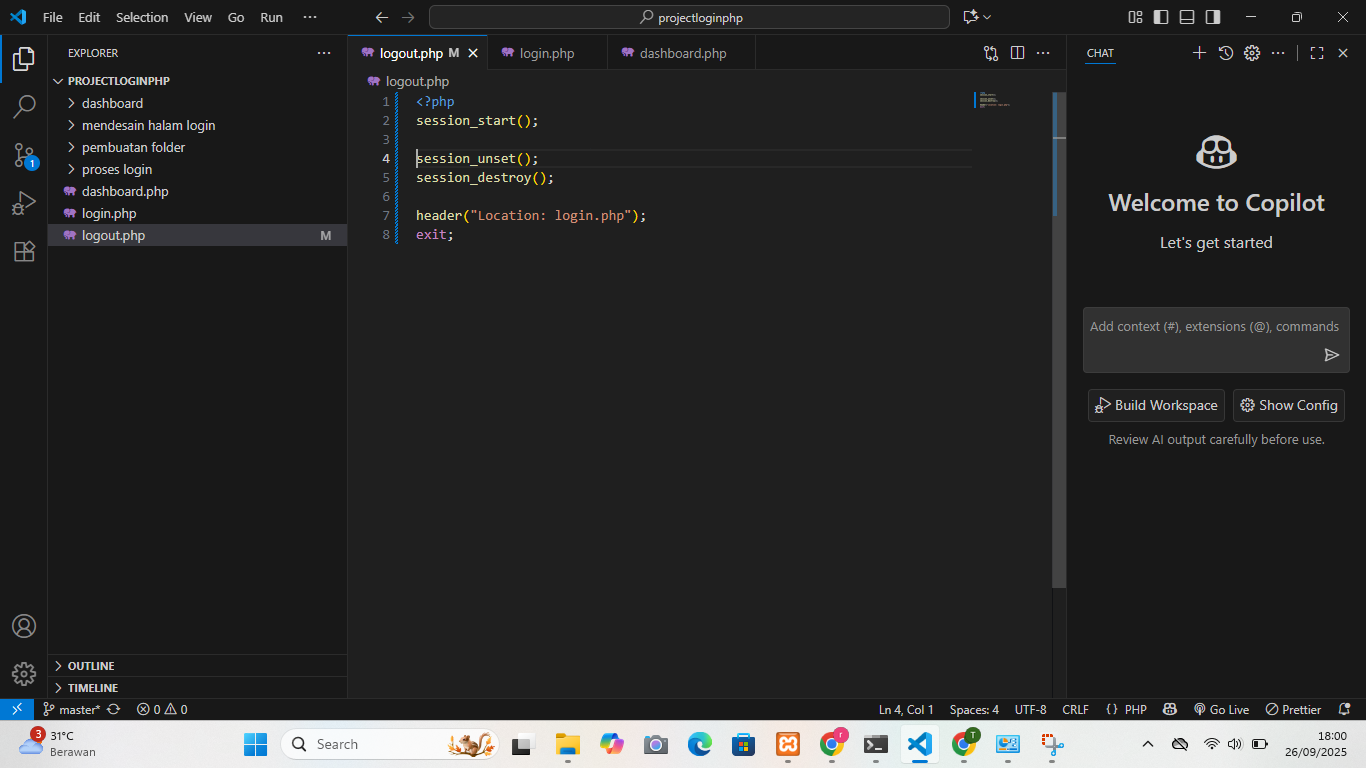 File Edit Selection View Go Run ... projectloginphp
EXPLORER
PROJECTLOGINPHP
dashboard
mendesain halam login
pembuatan folder
proses login
dashboard.php
login.php
logout.php M
OUTLINE
TIMELINE
logout.php M login.php dashboard.php
logout.php
1 <?php
2 session_start();
3
4 session_unset();
5 session_destroy();
6
7 header("Location: login.php");
8 exit;
CHAT
Welcome to Copilot
Let's get started
Add context (#), extensions (@), commands
Build Workspace Show Config
Review AI output carefully before use.
1
master* 0 0 Ln 4, Col 1 Spaces: 4 UTF-8 CRLF {} PHP Go Live Prettier
3 31°C
Berawan
Search
r T
18:00
26/09/2025